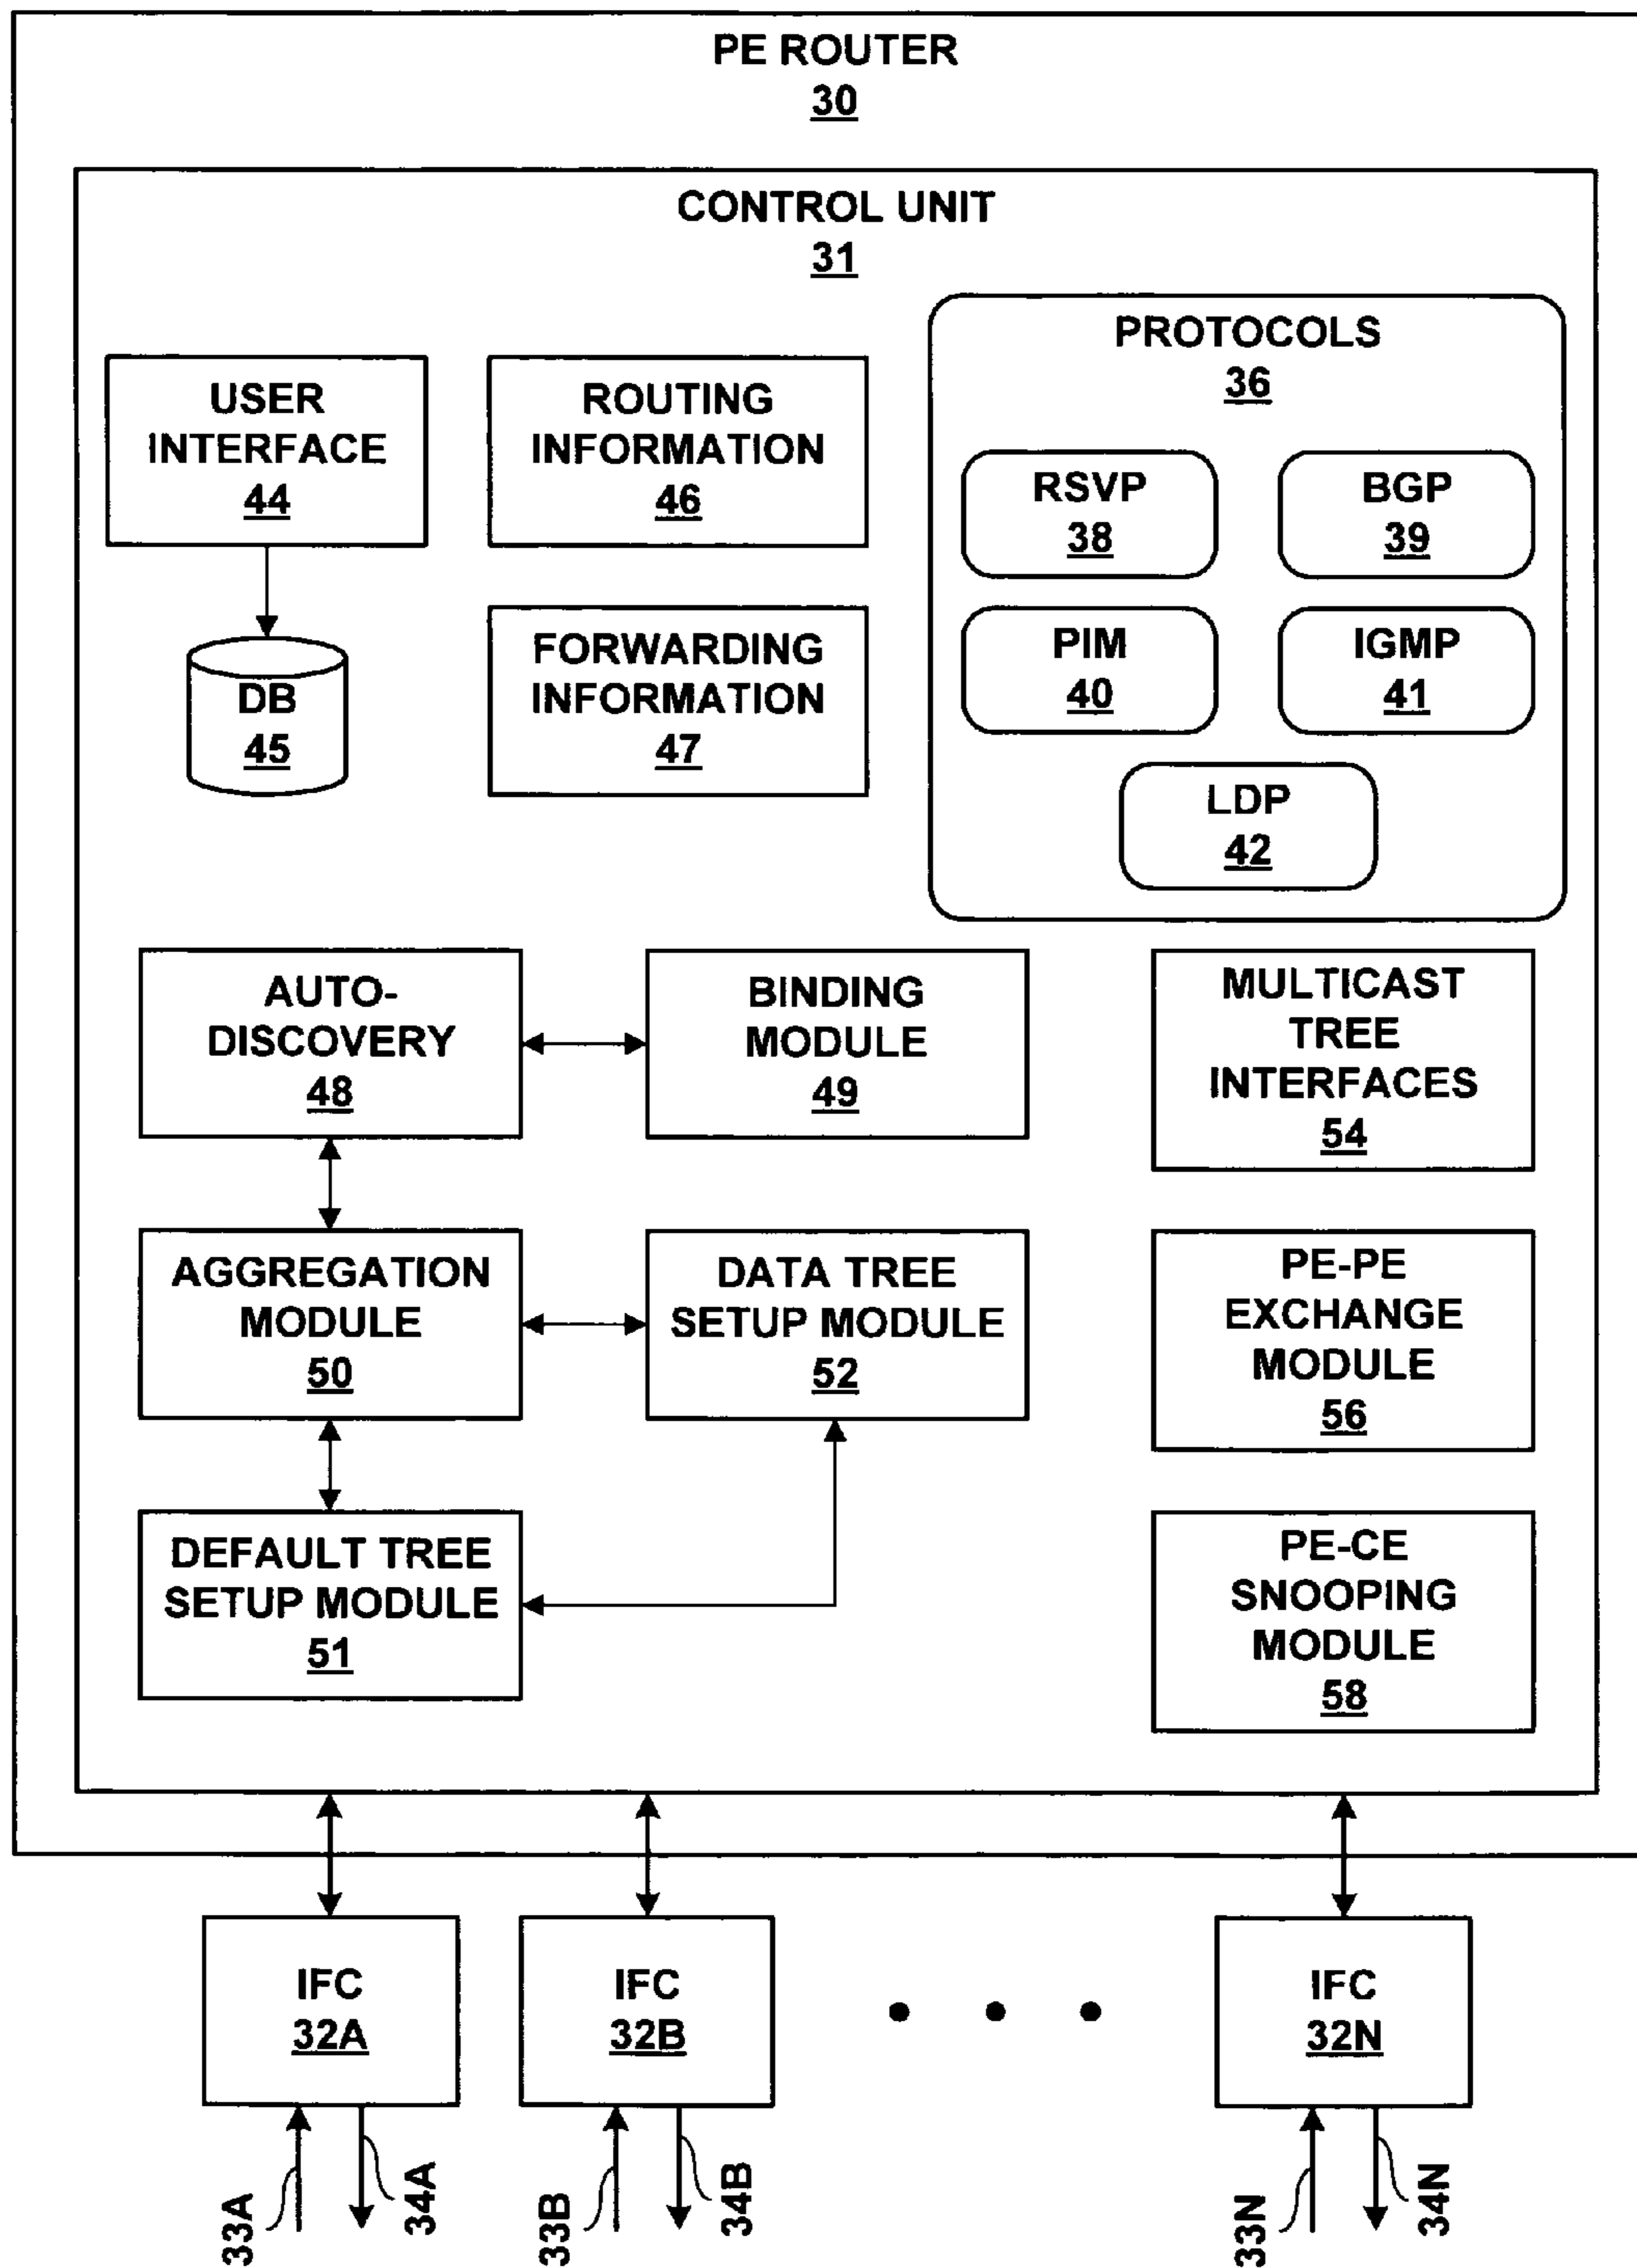 PE ROUTER
30
CONTROL UNIT
31
USER
INTERFACE
44
DB
45
ROUTING
INFORMATION
46
FORWARDING
INFORMATION
47
PROTOCOLS
36
RSVP
38
BGP
39
PIM
40
IGMP
41
LDP
42
AUTO-
DISCOVERY
48
BINDING
MODULE
49
MULTICAST
TREE
INTERFACES
54
AGGREGATION
MODULE
50
DATA TREE
SETUP MODULE
52
PE-PE
EXCHANGE
MODULE
56
DEFAULT TREE
SETUP MODULE
51
PE-CE
SNOOPING
MODULE
58
IFC
32A
IFC
32B
IFC
32N
33A
34A
33B
34B
33N
34N